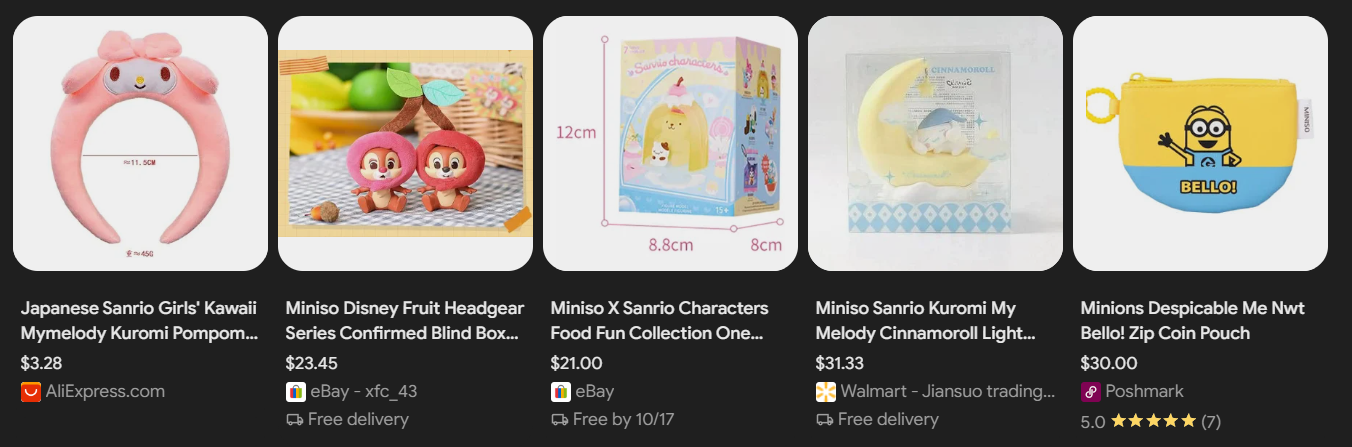 ≈11.5CM
≈45G
12cm
8.8cm
8cm
Sanrio characters
15+
CINNAMOROLL
BELLO!
MINISO
Japanese Sanrio Girls' Kawaii
Mymelody Kuromi Pompom...
$3.28
AliExpress.com
Miniso Disney Fruit Headgear
Series Confirmed Blind Box...
$23.45
eBay - xfc_43
Free delivery
Miniso X Sanrio Characters
Food Fun Collection One...
$21.00
eBay
Free by 10/17
Miniso Sanrio Kuromi My
Melody Cinnamoroll Light...
$31.33
Walmart - Jiansuo trading...
Free delivery
Minions Despicable Me Nwt
Bello! Zip Coin Pouch
$30.00
Poshmark
5.0 ★★★★★ (7)